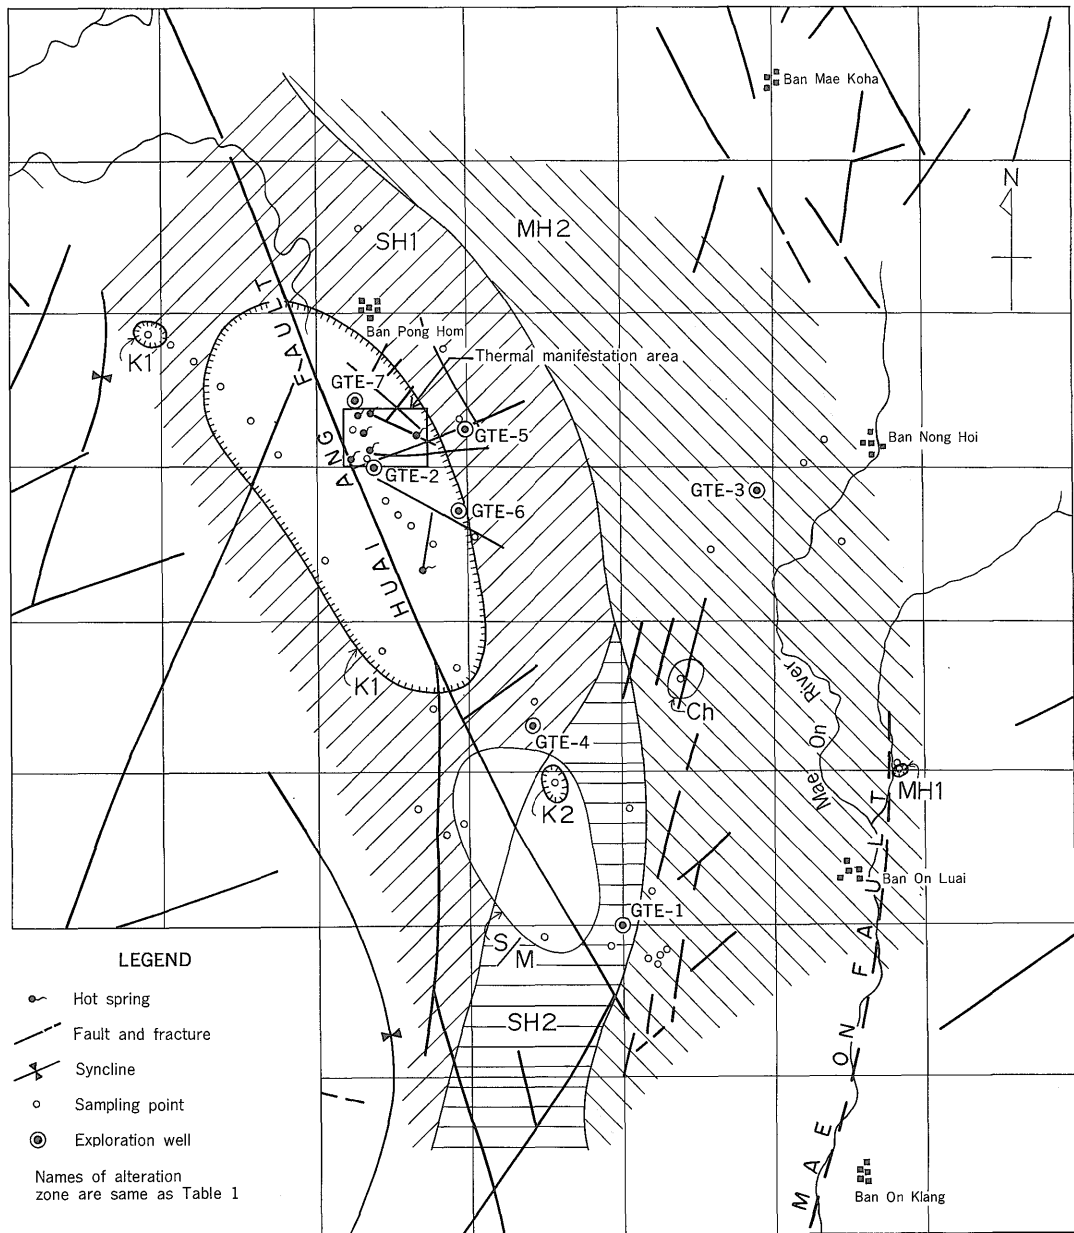 Ban Mae Koha
N
MH2
SH1
HUAI ANG FAULT
Ban Pong Hom
K1
Thermal manifestation area
GTE-7
GTE-5
Ban Nong Hoi
GTE-2
GTE-3
GTE-6
K1
Mae On River
Ch
GTE-4
MH1
K2
Ban On Luai
GTE-1
S/M
SH2
MAE ON FAULT
Ban On Klang
LEGEND
Hot spring
Fault and fracture
Syncline
Sampling point
Exploration well
Names of alteration
zone are same as Table 1